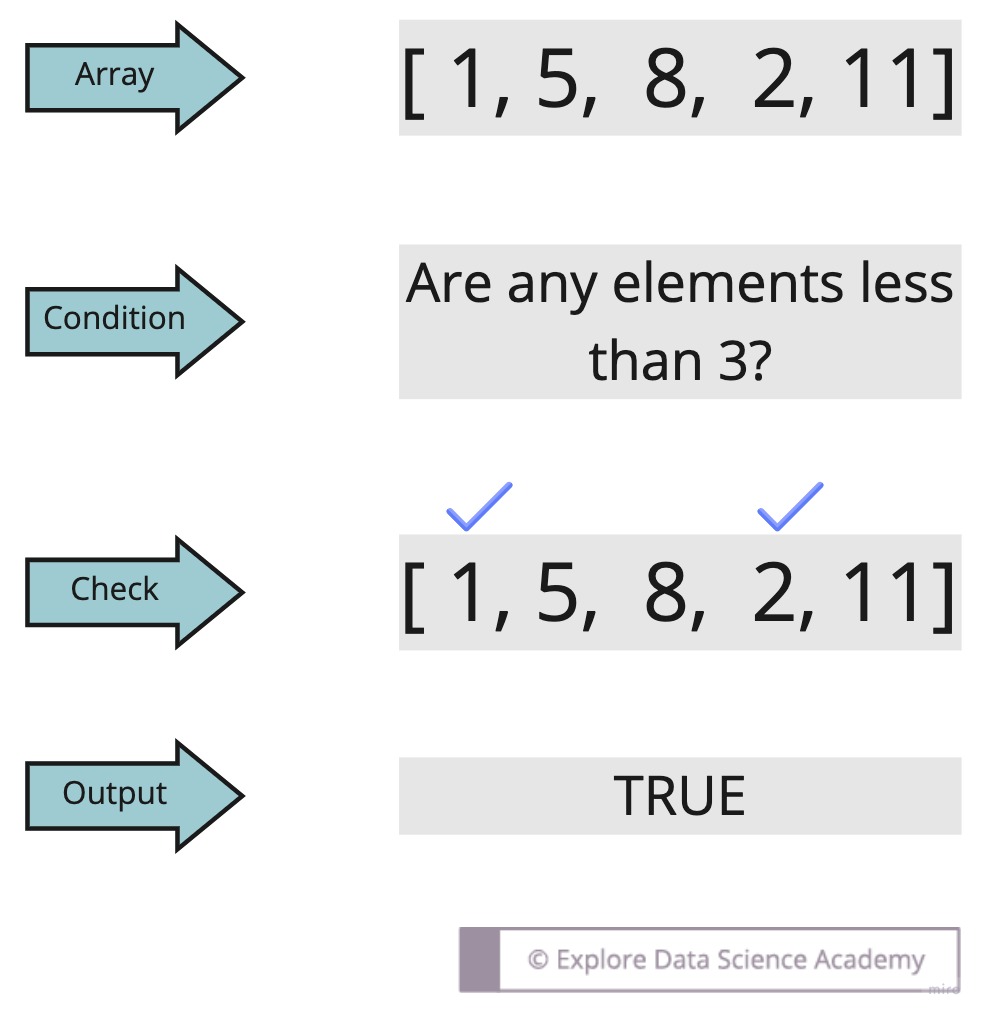 Array
[ 1, 5, 8, 2, 11]
Condition
Are any elements less
than 3?
Check
[ 1, 5, 8, 2, 11]
Output
TRUE
© Explore Data Science Academy
miro